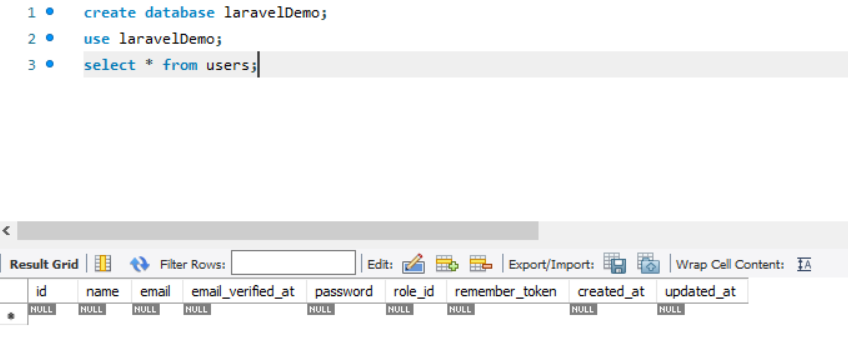 1 create database laravelDemo;
2 use laravelDemo;
3 select * from users;
Result Grid Filter Rows: Edit: Export/Import: Wrap Cell Content: IA
id name email email_verified_at password role_id remember_token created_at updated_at
NULL NULL NULL NULL NULL NULL NULL NULL NULL